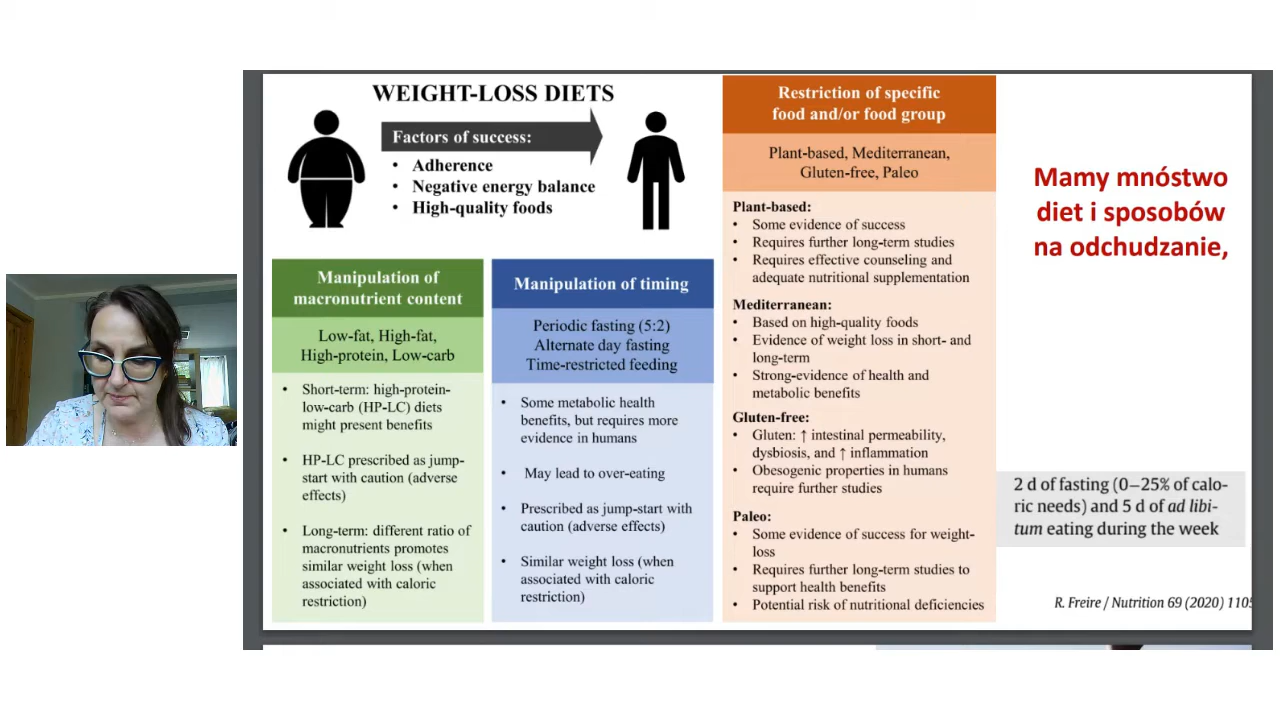 WEIGHT-LOSS DIETS
Factors of success:
• Adherence
• Negative energy balance
• High-quality foods
Manipulation of
macronutrient content
Low-fat, High-fat,
High-protein, Low-carb
• Short-term: high-protein-
low-carb (HP-LC) diets
might present benefits
• HP-LC prescribed as jump-
start with caution (adverse
effects)
• Long-term: different ratio of
macronutrients promotes
similar weight loss (when
associated with caloric
restriction)
Manipulation of timing
Periodic fasting (5:2)
Alternate day fasting
Time-restricted feeding
• Some metabolic health
benefits, but requires more
evidence in humans
• May lead to over-eating
• Prescribed as jump-start with
caution (adverse effects)
• Similar weight loss (when
associated with caloric
restriction)
Restriction of specific
food and/or food group
Plant-based, Mediterranean,
Gluten-free, Paleo
Plant-based:
• Some evidence of success
• Requires further long-term studies
• Requires effective counseling and
adequate nutritional supplementation
Mediterranean:
• Based on high-quality foods
• Evidence of weight loss in short- and
long-term
• Strong-evidence of health and
metabolic benefits
Gluten-free:
• Gluten: ↑ intestinal permeability,
dysbiosis, and ↑ inflammation
• Obesogenic properties in humans
require further studies
Paleo:
• Some evidence of success for weight-
loss
• Requires further long-term studies to
support health benefits
• Potential risk of nutritional deficiencies
Mamy mnóstwo
diet i sposobów
na odchudzanie,
2 d of fasting (0–25% of calo-
ric needs) and 5 d of ad libi-
tum eating during the week
R. Freire / Nutrition 69 (2020)